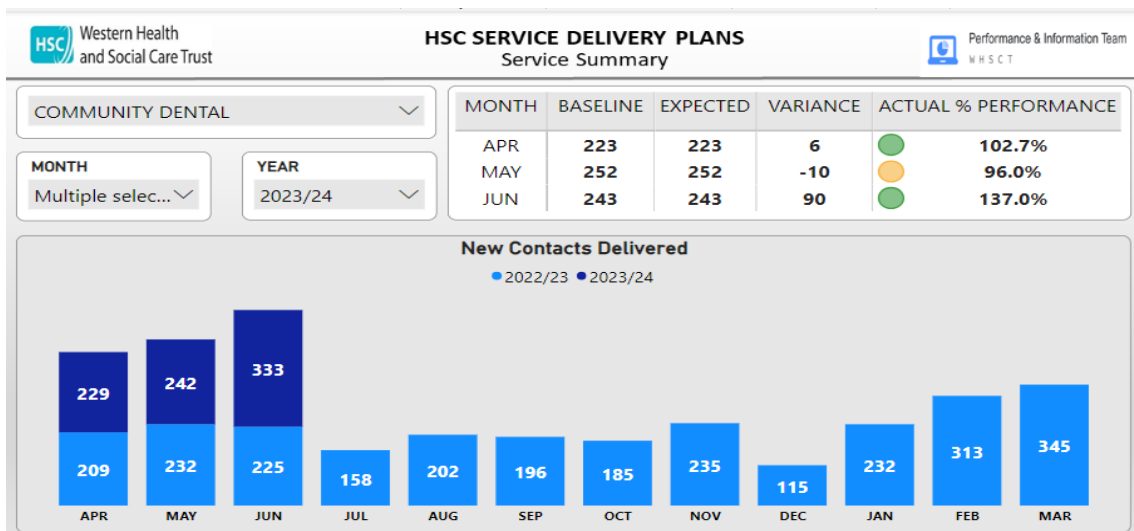 HSC Western Health and Social Care Trust
HSC SERVICE DELIVERY PLANS
Service Summary
Performance & Information Team
WHSCT
COMMUNITY DENTAL
MONTH
Multiple selec...
YEAR
2023/24
MONTH BASELINE EXPECTED VARIANCE ACTUAL % PERFORMANCE
APR 223 223 6 102.7%
MAY 252 252 -10 96.0%
JUN 243 243 90 137.0%
New Contacts Delivered
2022/23 2023/24
229 242 333
209 232 225 158 202 196 185 235 115 232 313 345
APR MAY JUN JUL AUG SEP OCT NOV DEC JAN FEB MAR